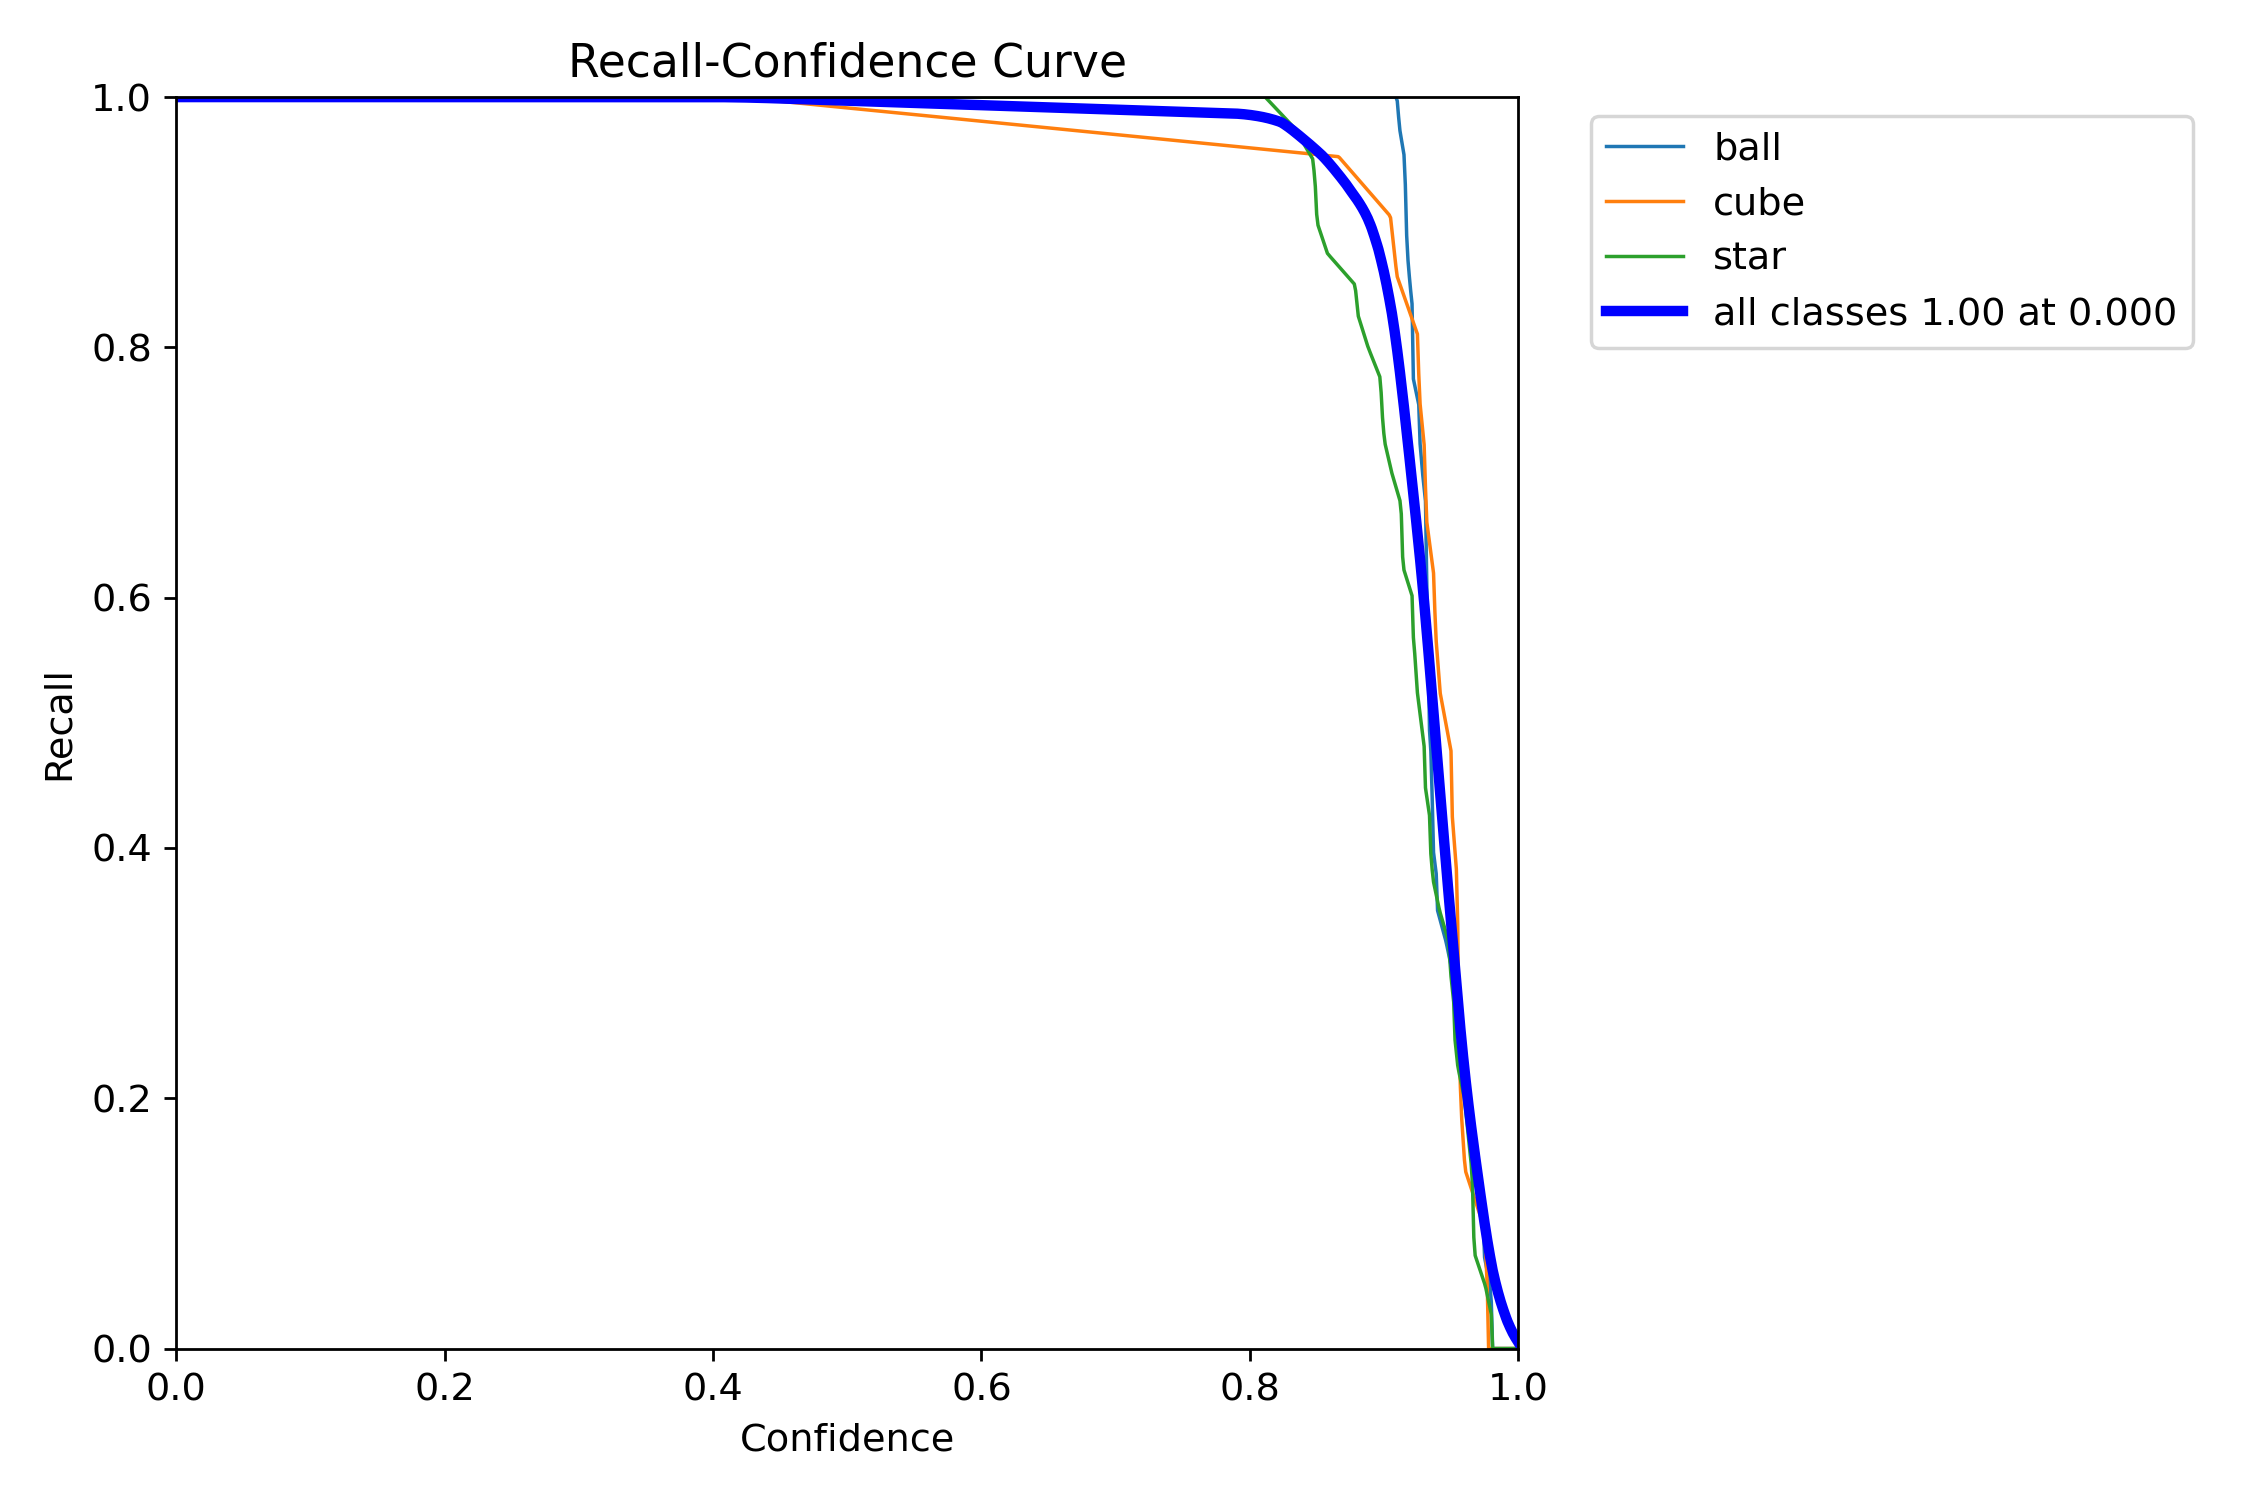 Recall-Confidence Curve
1.0
0.8
0.6
0.4
0.2
0.0
Recall
0.0 0.2 0.4 0.6 0.8 1.0
Confidence
ball
cube
star
all classes 1.00 at 0.000